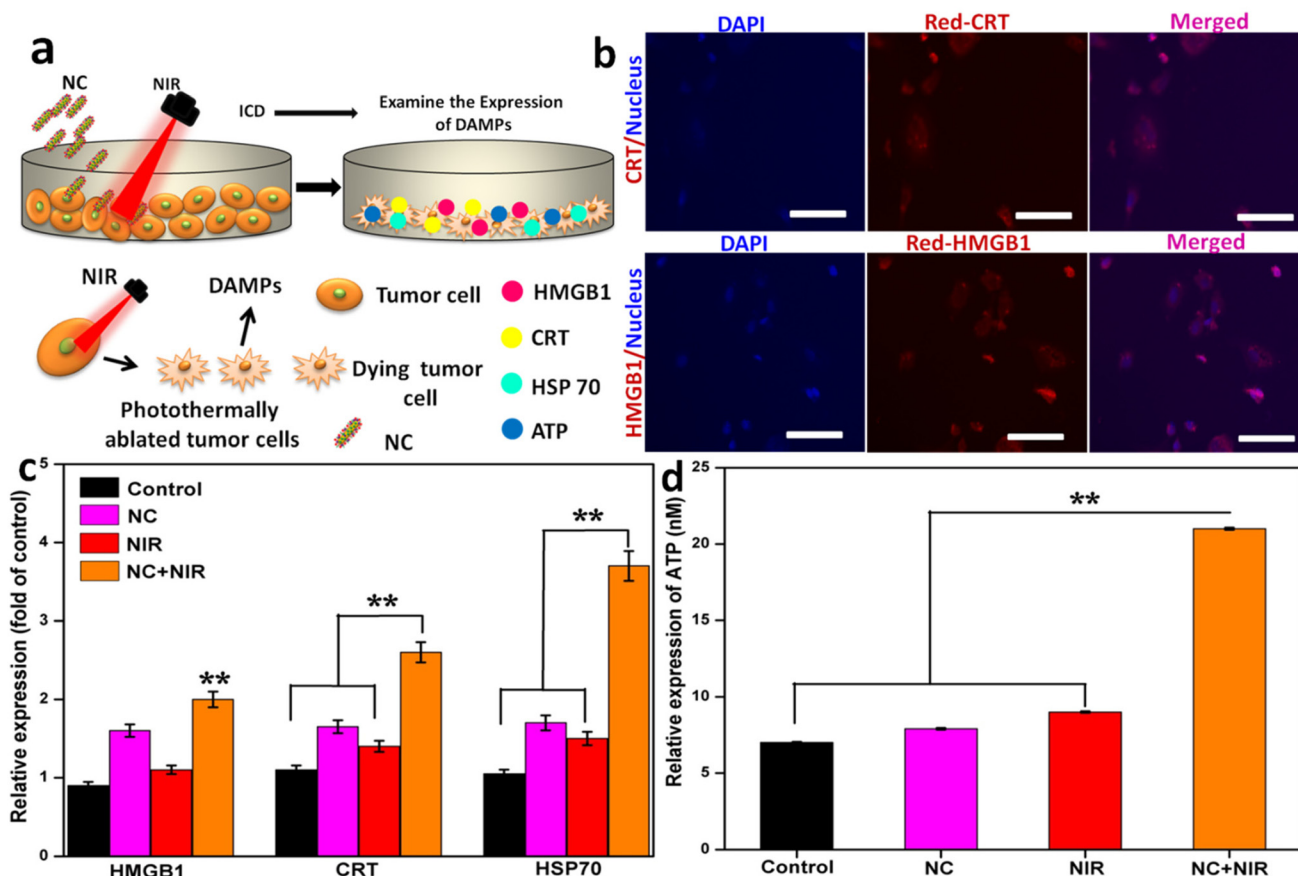 a
NC
NIR
ICD
Examine the Expression
of DAMPs
NIR
DAMPs
Tumor cell
Photothermally
ablated tumor cells
Dying tumor
cell
NC
HMGB1
CRT
HSP 70
ATP
b
DAPI
Red-CRT
Merged
CRT/Nucleus
DAPI
Red-HMGB1
Merged
HMGB1/Nucleus
c
Relative expression (fold of control)
5
4
3
2
1
0
Control
NC
NIR
NC+NIR
**
**
**
HMGB1
CRT
HSP70
d
Relative expression of ATP (nM)
25
20
15
10
5
0
**
Control
NC
NIR
NC+NIR